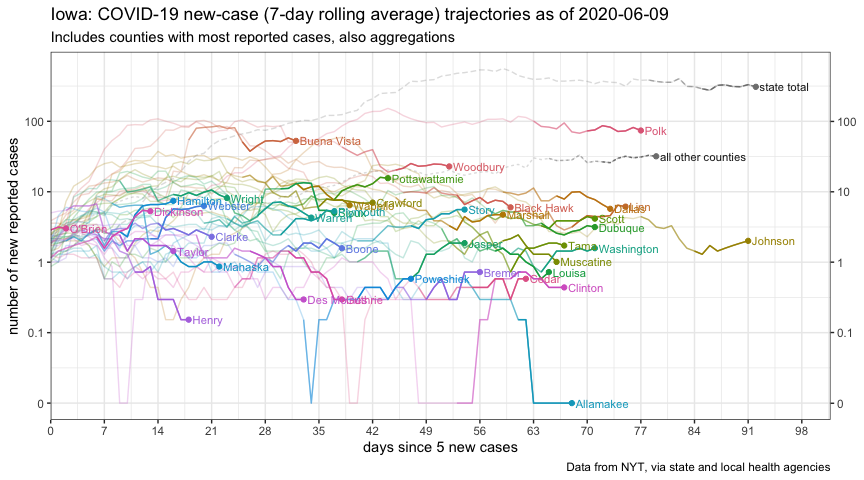 Iowa: COVID-19 new-case (7-day rolling average) trajectories as of 2020-06-09
Includes counties with most reported cases, also aggregations
number of new reported cases
100
10
1
0.1
0
100
10
1
0.1
0
state total
Polk
all other counties
Buena Vista
Woodbury
Pottawattamie
Wright
Hamilton
Webster
Dickinson
O'Brien
Clarke
Taylor
Mahaska
Henry
Plymouth
Warren
Crawford
Boone
Des Moines
Guthrie
Story
Black Hawk
Marshall
Dallas
Linn
Scott
Dubuque
Jasper
Tama
Washington
Muscatine
Louisa
Johnson
Poweshiek
Bremer
Cedar
Clinton
Allamakee
0 7 14 21 28 35 42 49 56 63 70 77 84 91 98
days since 5 new cases
Data from NYT, via state and local health agencies